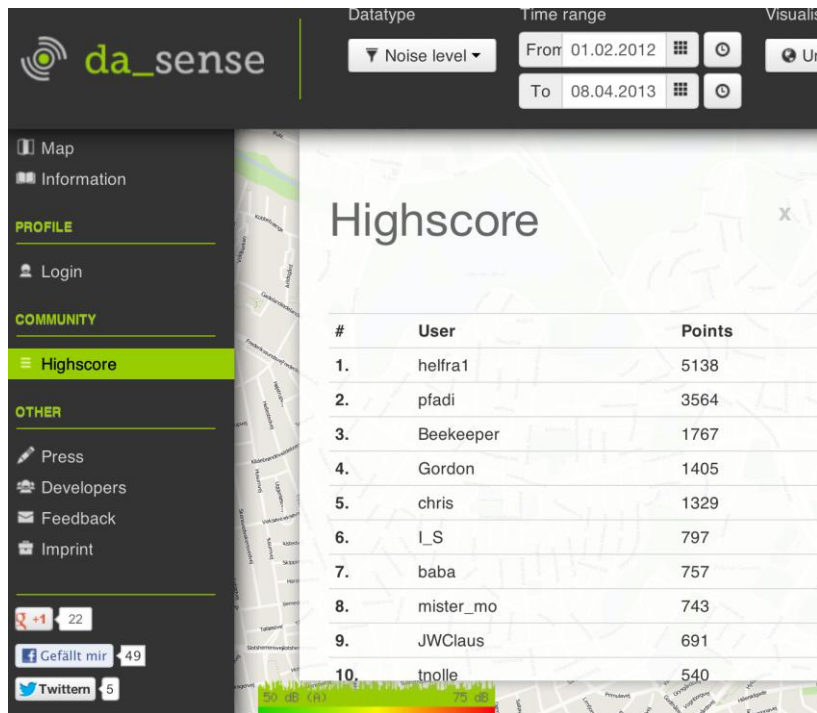 da_sense
Datatype
Noise level
Time range
From 01.02.2012
To 08.04.2013
Map
Information
PROFILE
Login
COMMUNITY
Highscore
OTHER
Press
Developers
Feedback
Imprint
+1 22
Gefällt mir 49
Twittern 5
Highscore
x
# User Points
1. helfra1 5138
2. pfadi 3564
3. Beekeeper 1767
4. Gordon 1405
5. chris 1329
6. I_S 797
7. baba 757
8. mister_mo 743
9. JWClaus 691
10. tnolle 540
50 dB (A) 75 dB